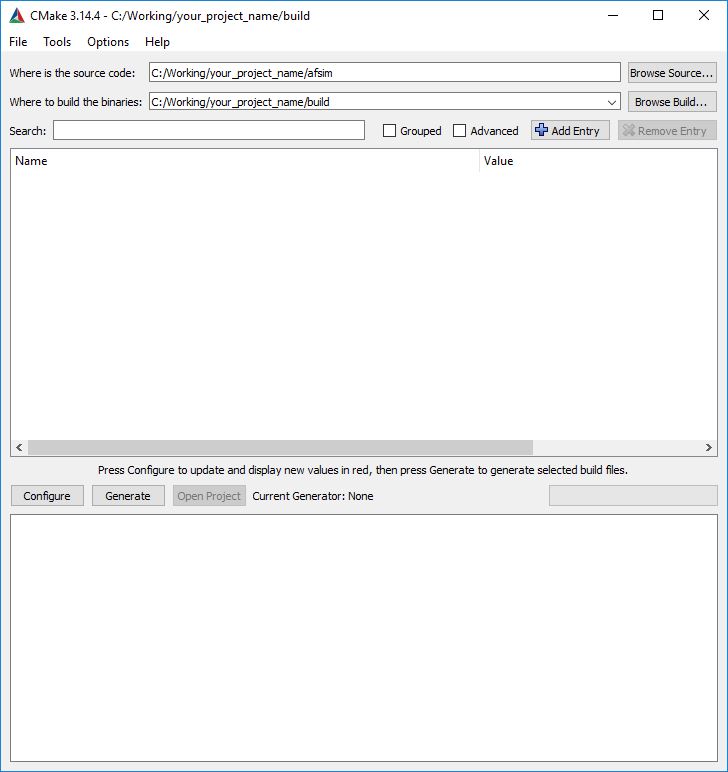 CMake 3.14.4 - C:/Working/your_project_name/build
File Tools Options Help
Where is the source code: C:/Working/your_project_name/afsim Browse Source...
Where to build the binaries: C:/Working/your_project_name/build Browse Build...
Search: Grouped Advanced Add Entry Remove Entry
Name Value
Press Configure to update and display new values in red, then press Generate to generate selected build files.
Configure Generate Open Project Current Generator: None